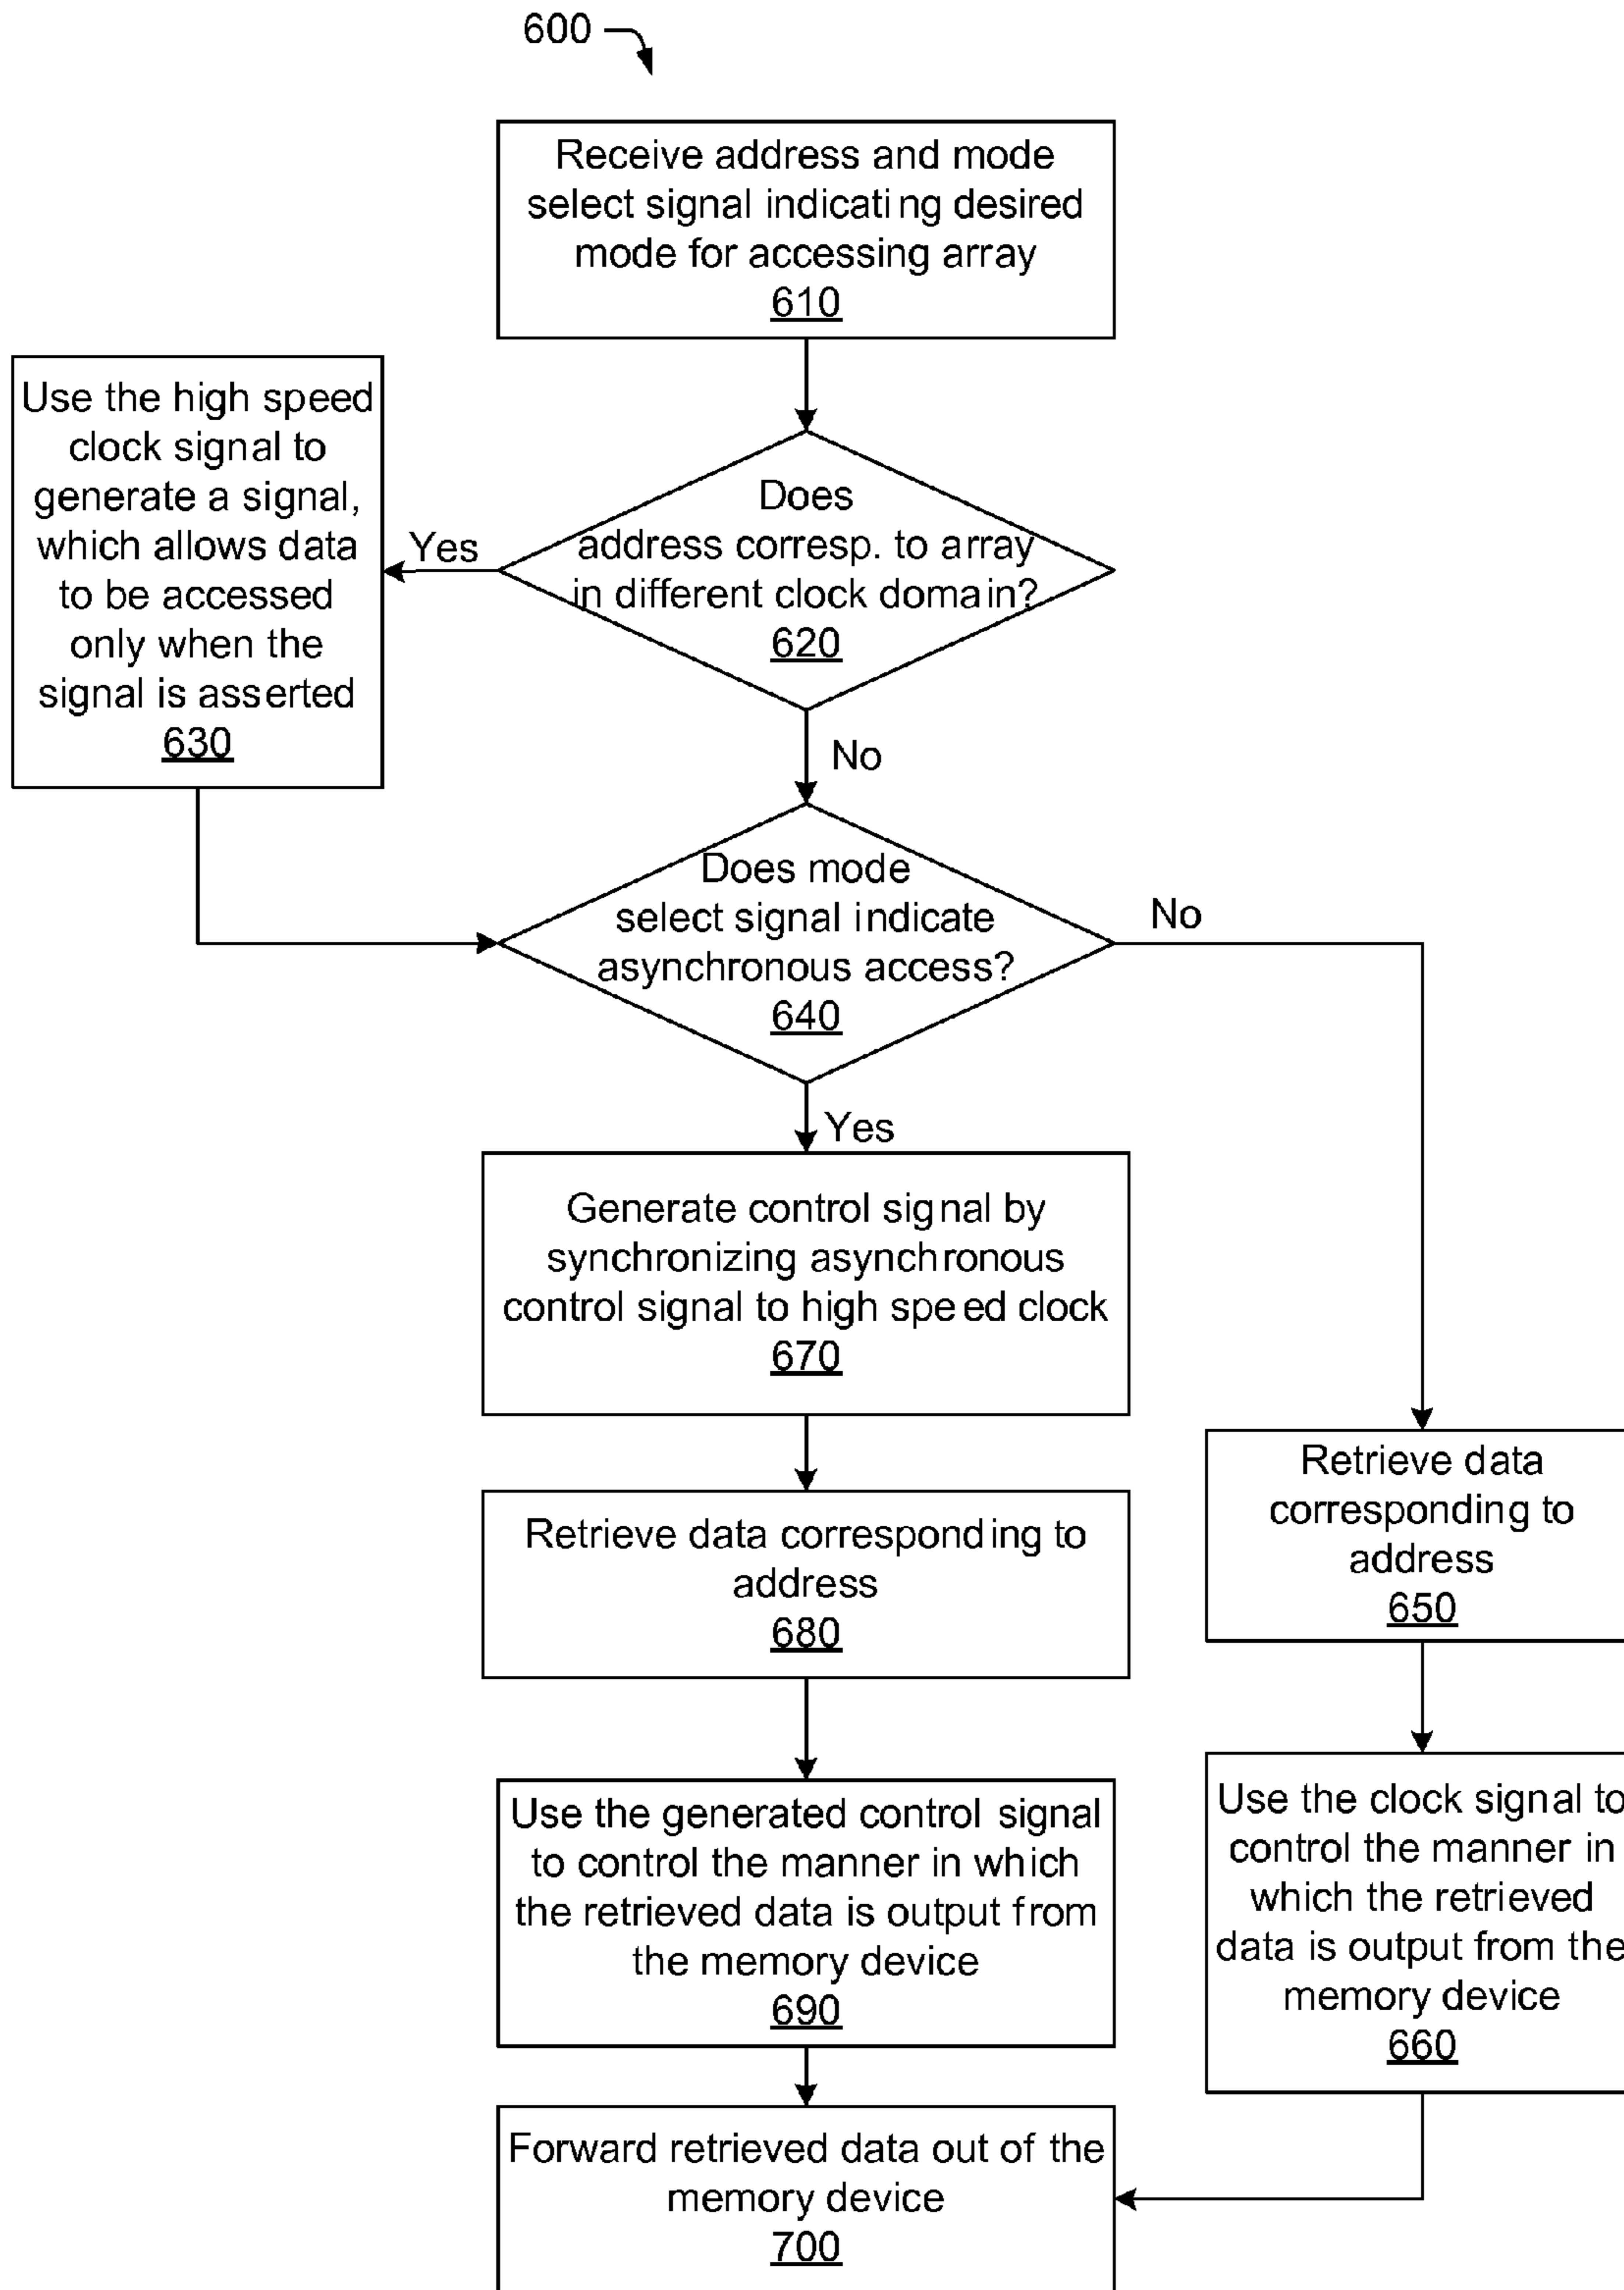 600
Receive address and mode
select signal indicating desired
mode for accessing array
610
Use the high speed
clock signal to
generate a signal,
which allows data
to be accessed
only when the
signal is asserted
630
Yes
Does
address corresp. to array
in different clock domain?
620
No
Does mode
select signal indicate
asynchronous access?
640
No
Yes
Generate control signal by
synchronizing asynchronous
control signal to high speed clock
670
Retrieve data corresponding to
address
680
Retrieve data
corresponding to
address
650
Use the generated control signal
to control the manner in which
the retrieved data is output from
the memory device
690
Use the clock signal to
control the manner in
which the retrieved
data is output from the
memory device
660
Forward retrieved data out of the
memory device
700